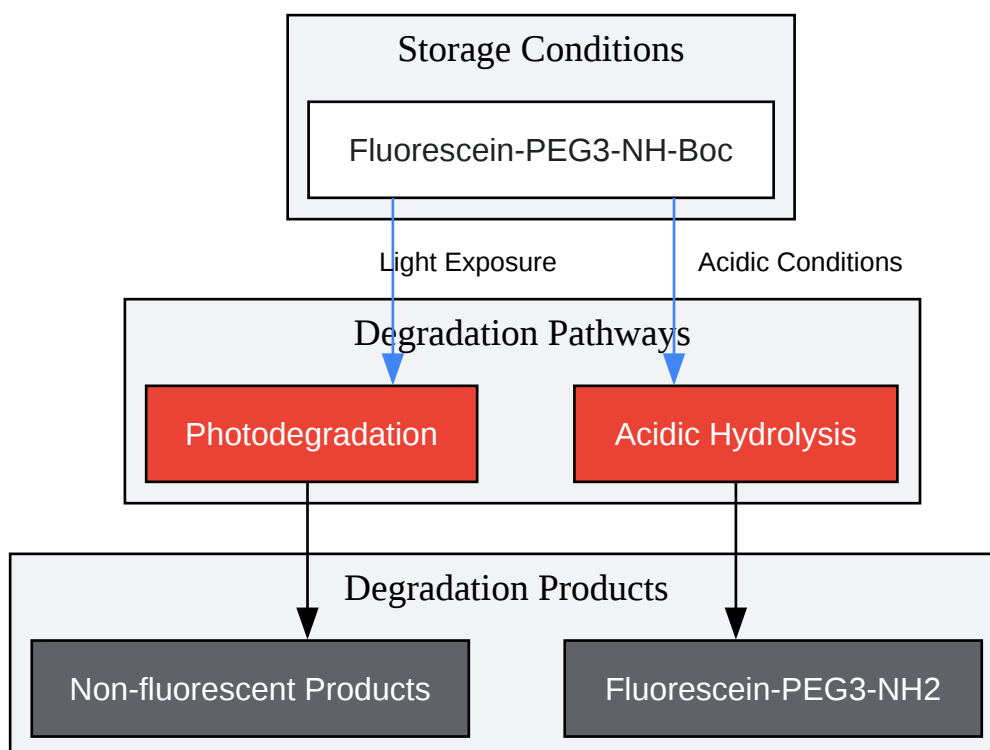 Storage Conditions
Fluorescein-PEG3-NH-Boc
Light Exposure
Acidic Conditions
Degradation Pathways
Photodegradation
Acidic Hydrolysis
Degradation Products
Non-fluorescent Products
Fluorescein-PEG3-NH2